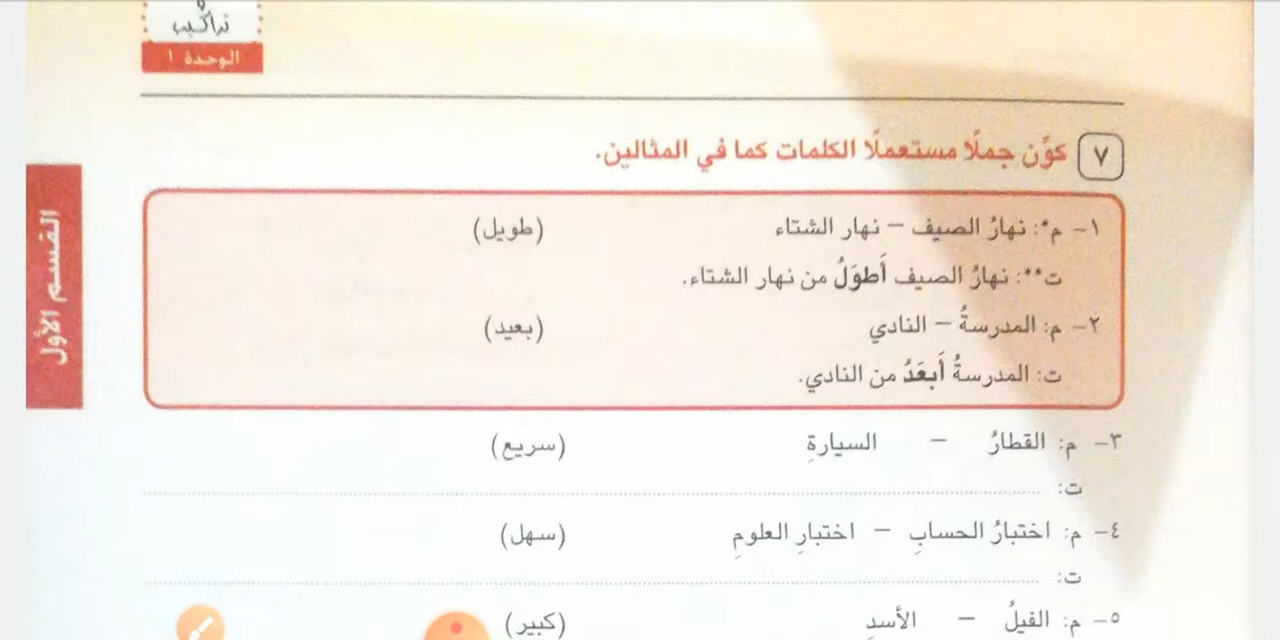 تراكيب
الوحدة ١
القسم الأول
٧ كوِّن جملًا مستعملًا الكلمات كما في المثالين.
١- م*: نهارُ الصيف – نهار الشتاء (طويل)
ت**: نهارُ الصيف أَطوَلُ من نهار الشتاء.
٢- م: المدرسةُ – النادي (بعيد)
ت: المدرسةُ أَبعَدُ من النادي.
٣- م: القطارُ – السيارةِ (سريع)
ت:
٤- م: اختبارُ الحسابِ – اختبارِ العلومِ (سهل)
ت:
٥- م: الفيلُ – الأسدِ (كبير)